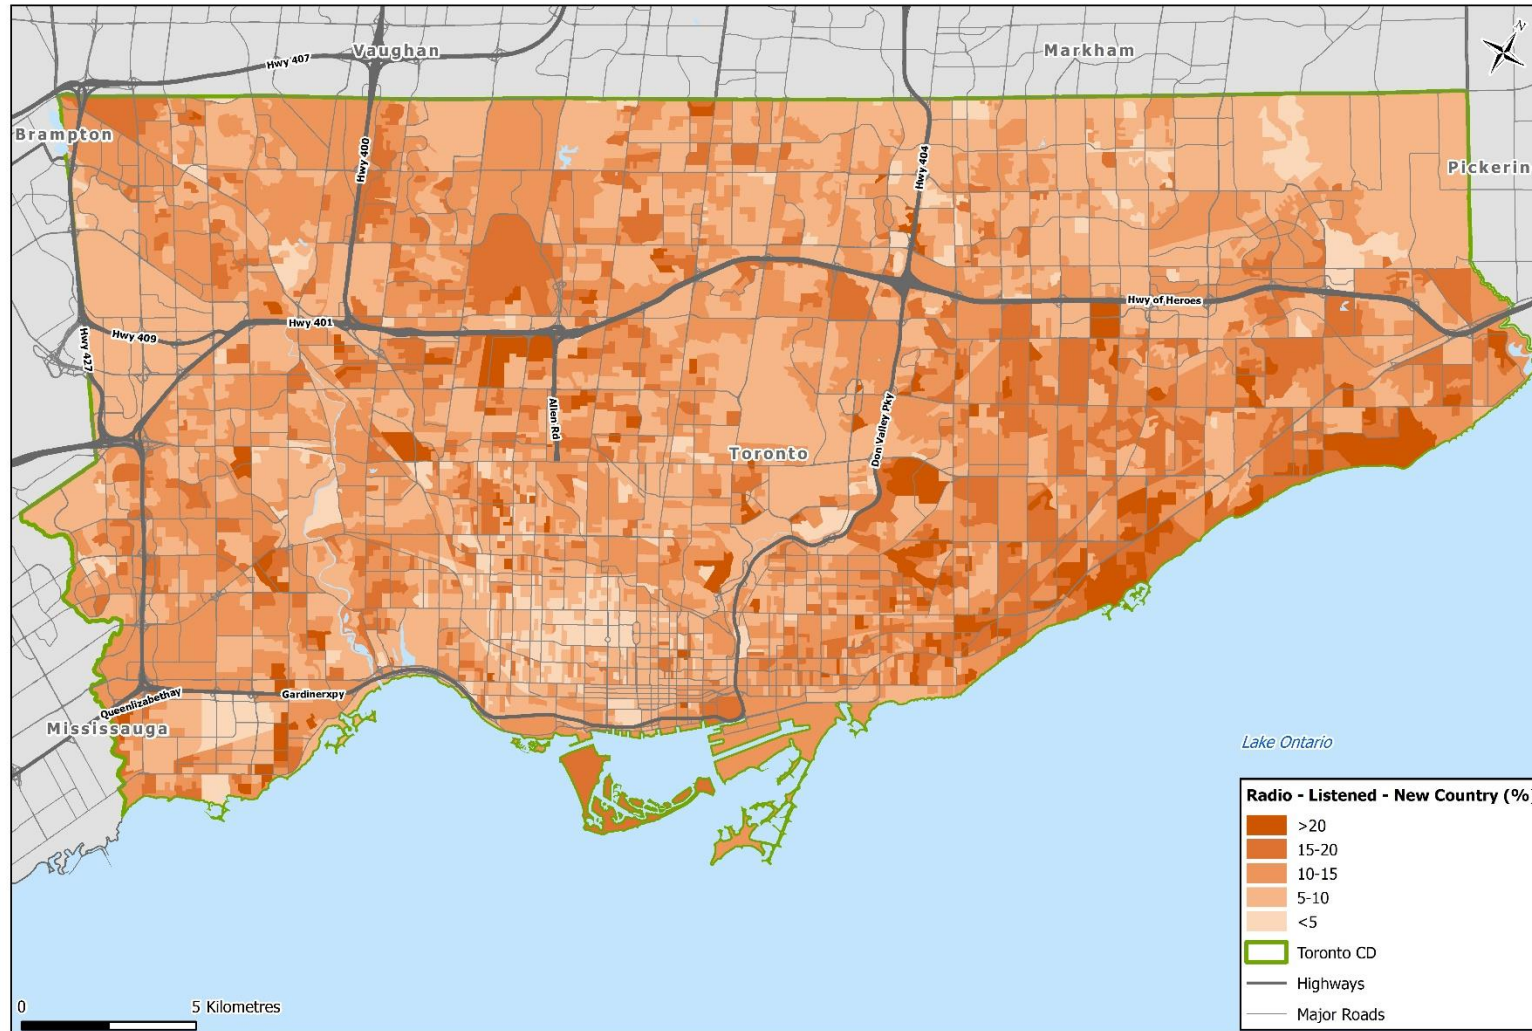 Hwy 407
Vaughan
Markham
N
Brampton
Hwy 400
Hwy 404
Pickerin
Hwy 427
Hwy 409
Hwy 401
Hwy of Heroes
Allen Rd
Toronto
Don Valley Pky
Queenlizabethay
Gardinerxpy
Mississauga
Lake Ontario
Radio - Listened - New Country (%)
>20
15-20
10-15
5-10
<5
Toronto CD
Highways
Major Roads
0 5 Kilometres